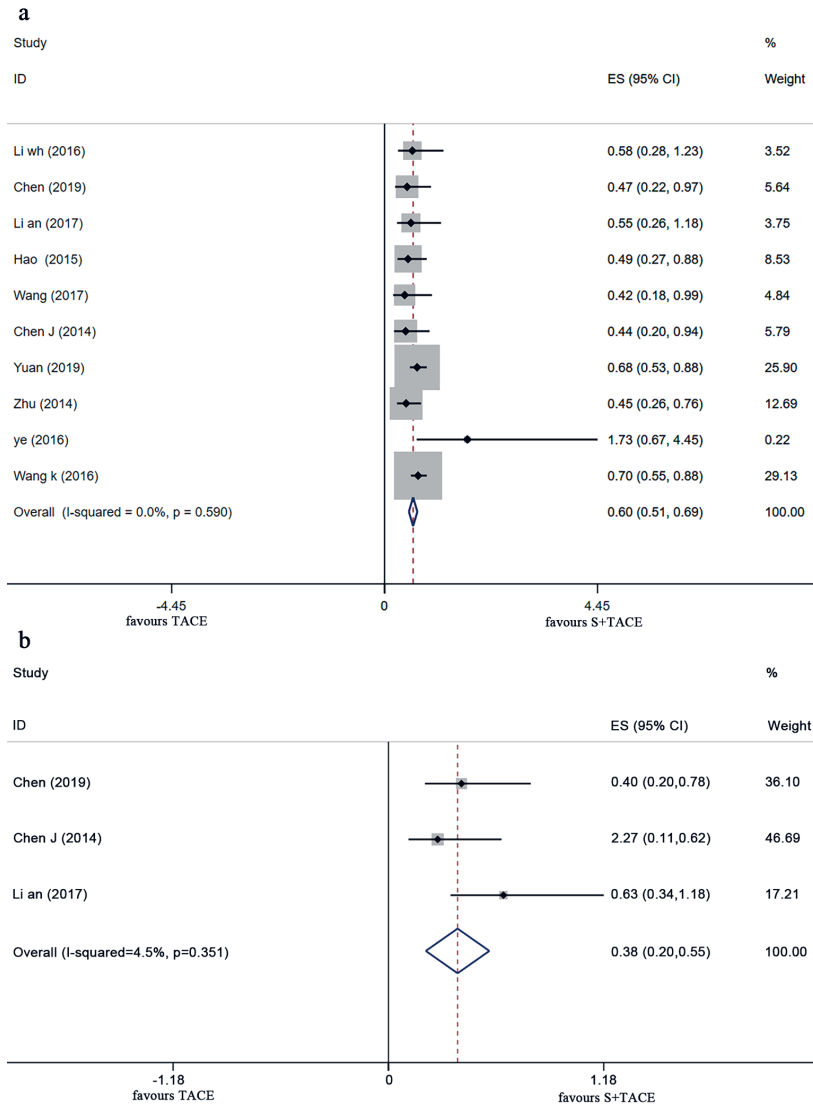 a
Study %
ID ES (95% CI) Weight
Li wh (2016) 0.58 (0.28, 1.23) 3.52
Chen (2019) 0.47 (0.22, 0.97) 5.64
Li an (2017) 0.55 (0.26, 1.18) 3.75
Hao (2015) 0.49 (0.27, 0.88) 8.53
Wang (2017) 0.42 (0.18, 0.99) 4.84
Chen J (2014) 0.44 (0.20, 0.94) 5.79
Yuan (2019) 0.68 (0.53, 0.88) 25.90
Zhu (2014) 0.45 (0.26, 0.76) 12.69
ye (2016) 1.73 (0.67, 4.45) 0.22
Wang k (2016) 0.70 (0.55, 0.88) 29.13
Overall (I-squared = 0.0%, p = 0.590) 0.60 (0.51, 0.69) 100.00
-4.45 0 4.45
favours TACE favours S+TACE
b
Study %
ID ES (95% CI) Weight
Chen (2019) 0.40 (0.20,0.78) 36.10
Chen J (2014) 2.27 (0.11,0.62) 46.69
Li an (2017) 0.63 (0.34,1.18) 17.21
Overall (I-squared=4.5%, p=0.351) 0.38 (0.20,0.55) 100.00
-1.18 0 1.18
favours TACE favours S+TACE